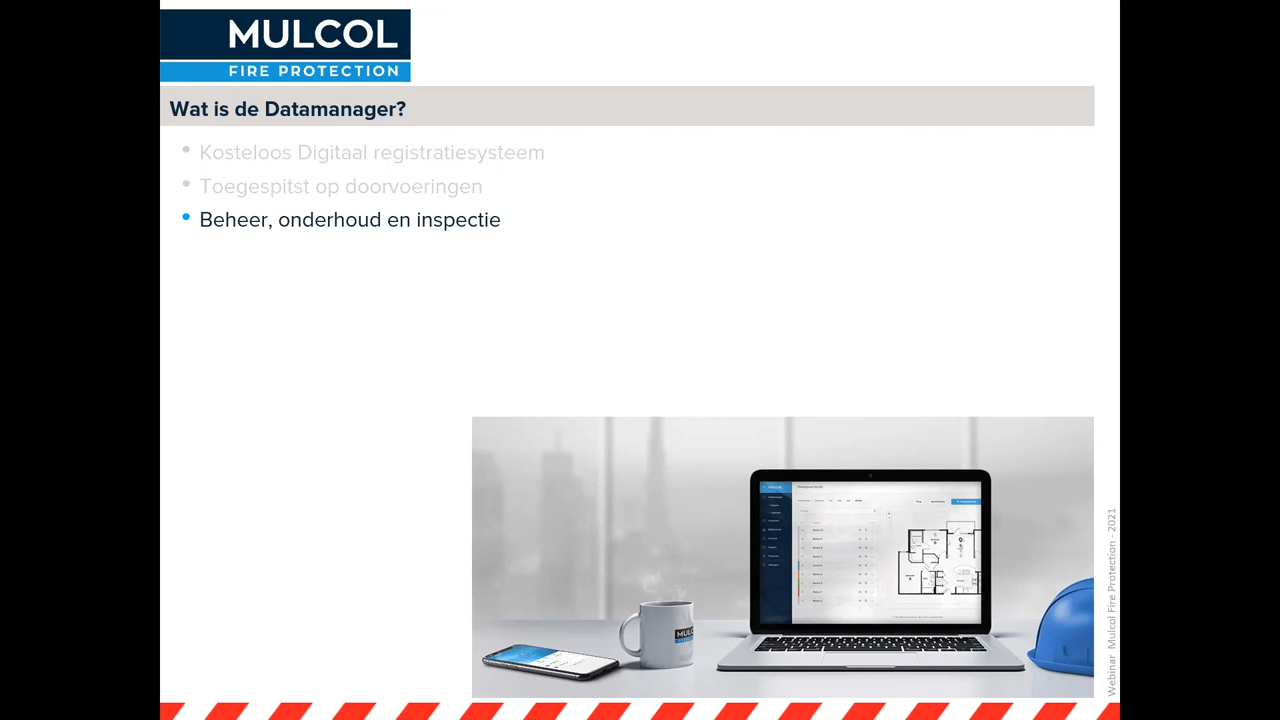 MULCOL
FIRE PROTECTION
Wat is de Datamanager?
• Kosteloos Digitaal registratiesysteem
• Toegespitst op doorvoeringen
• Beheer, onderhoud en inspectie
MULCOL
Webinar Mulcol Fire Protection - 2021